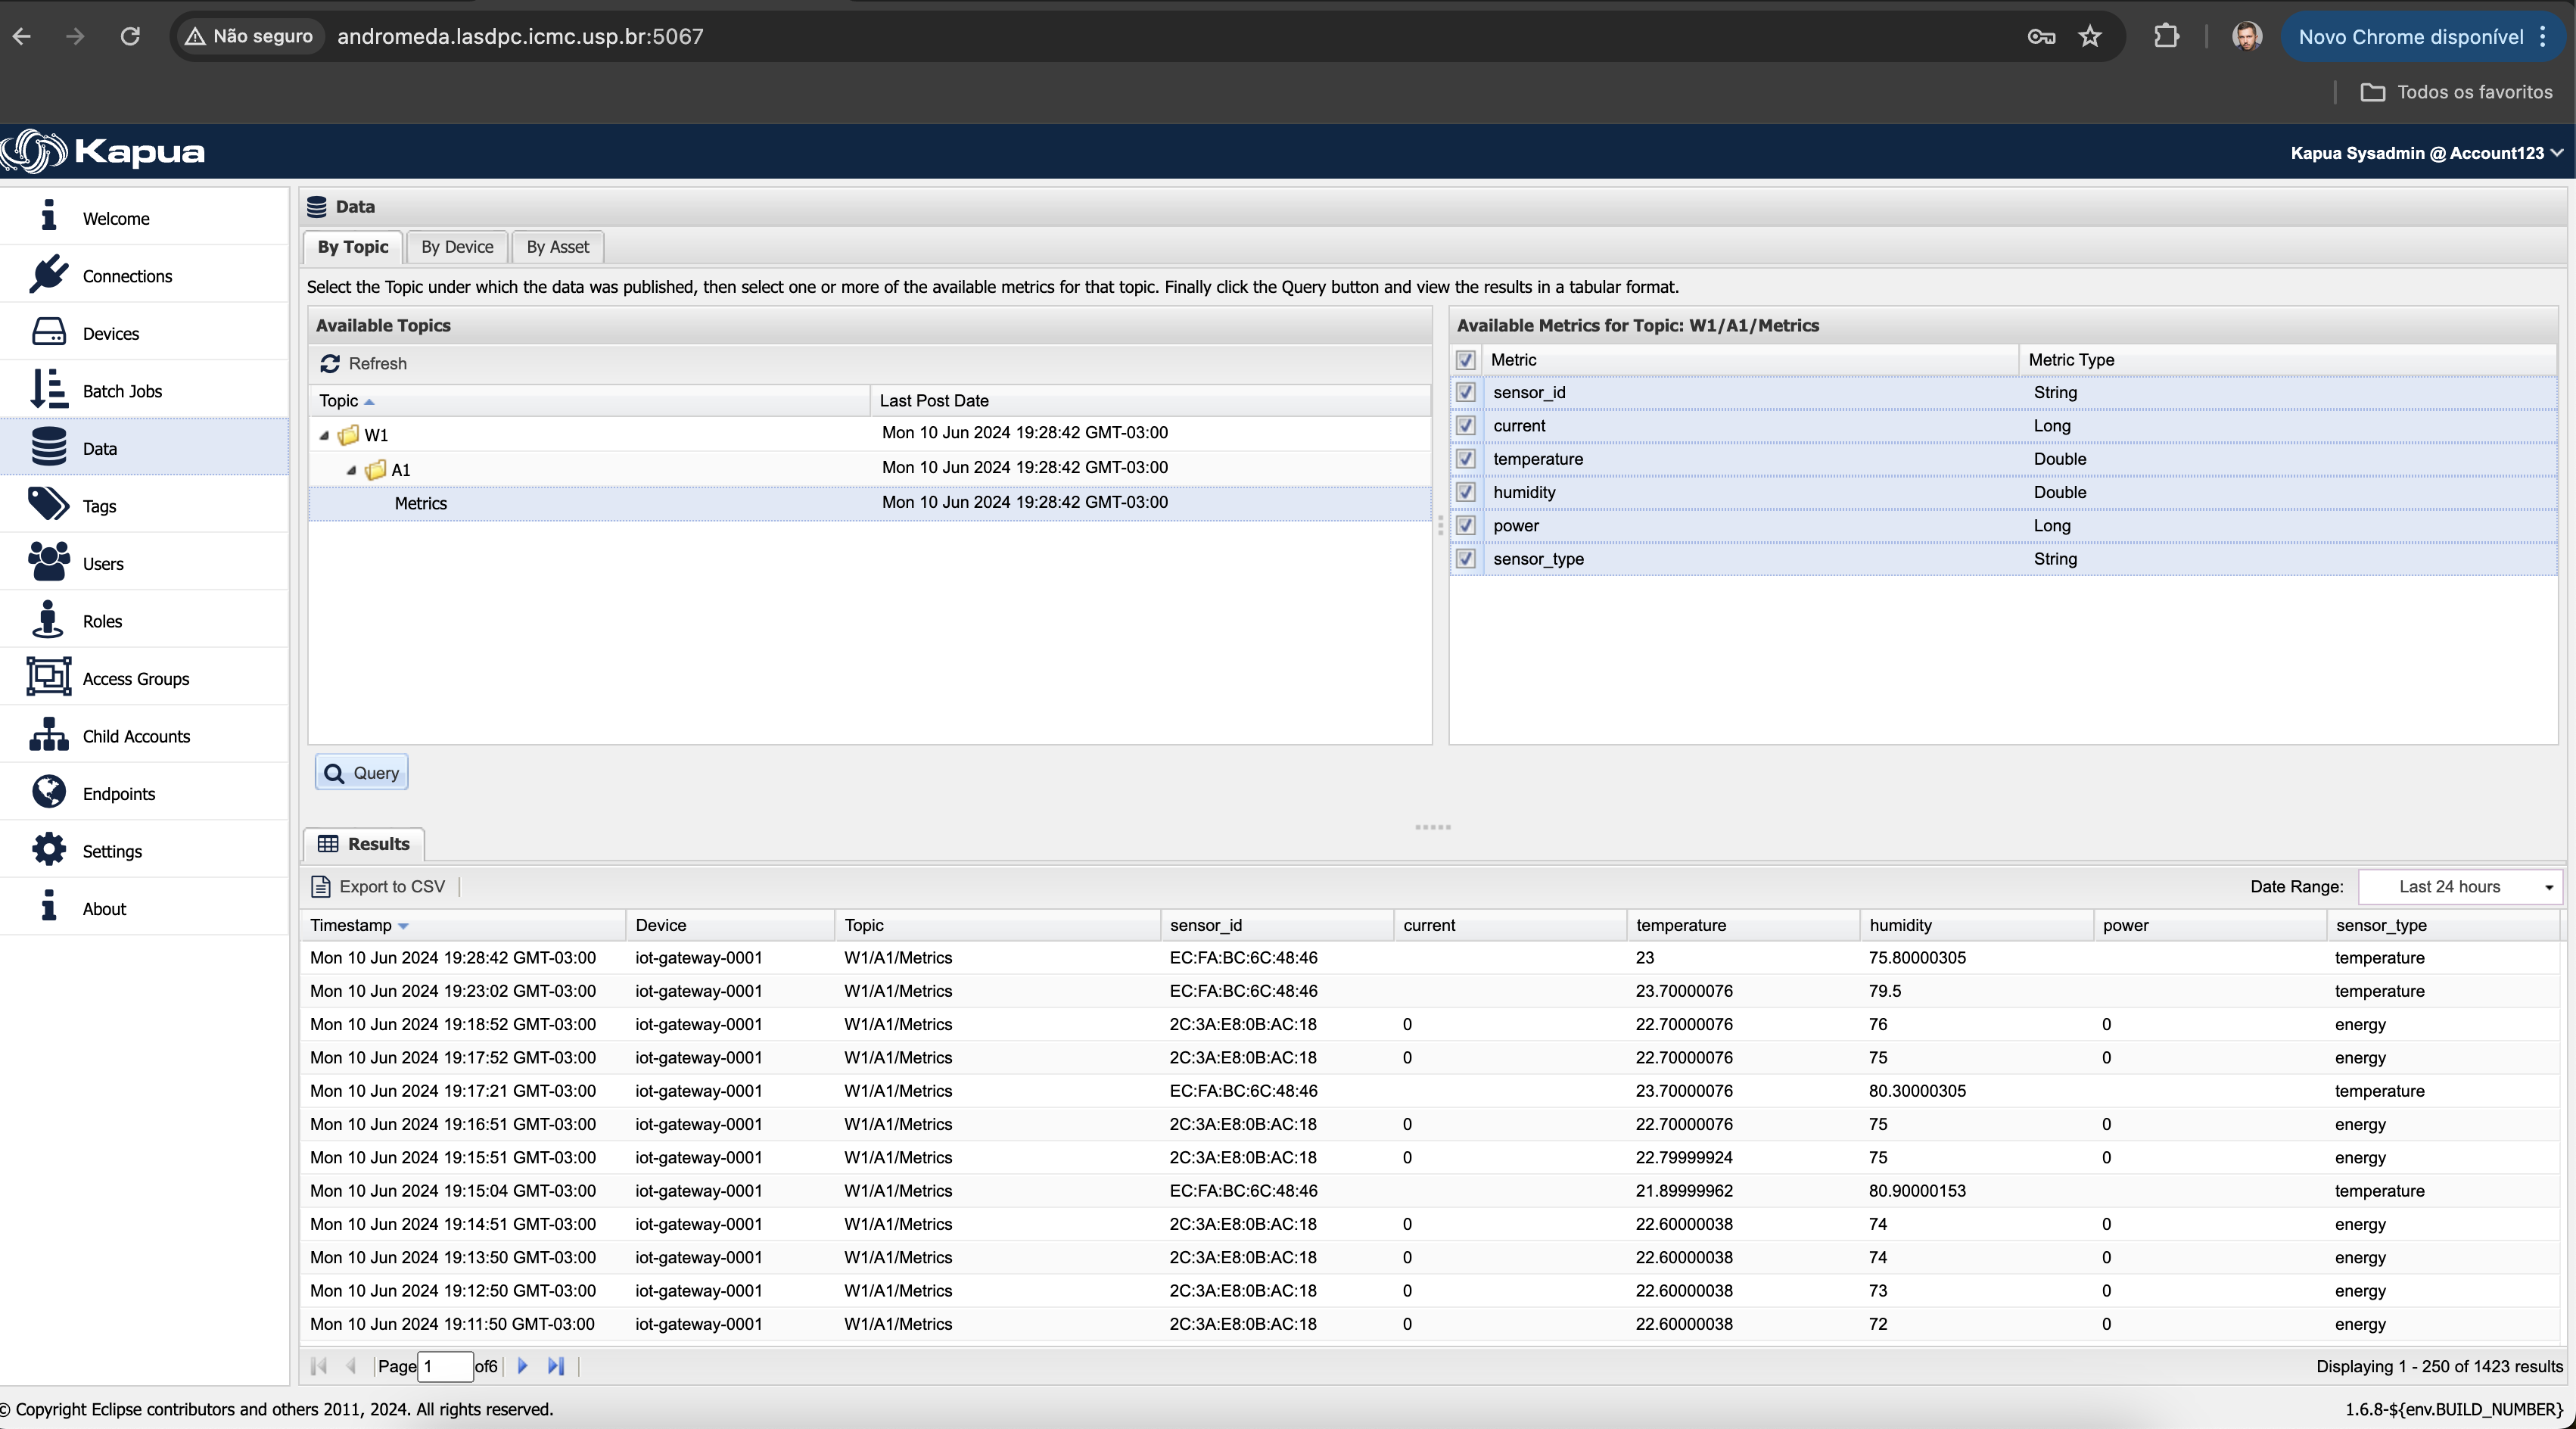 Não seguro andromeda.lasdpc.icmc.usp.br:5067 Novo Chrome disponível
Todos os favoritos
Kapua Kapua Sysadmin @ Account123
Welcome
Connections
Devices
Batch Jobs
Data
Tags
Users
Roles
Access Groups
Child Accounts
Endpoints
Settings
About
Data
By Topic By Device By Asset
Select the Topic under which the data was published, then select one or more of the available metrics for that topic. Finally click the Query button and view the results in a tabular format.
Available Topics
Refresh
Topic Last Post Date
W1 Mon 10 Jun 2024 19:28:42 GMT-03:00
A1 Mon 10 Jun 2024 19:28:42 GMT-03:00
Metrics Mon 10 Jun 2024 19:28:42 GMT-03:00
Available Metrics for Topic: W1/A1/Metrics
Metric Metric Type
sensor_id String
current Long
temperature Double
humidity Double
power Long
sensor_type String
Query
Results
Export to CSV Date Range: Last 24 hours
Timestamp Device Topic sensor_id current temperature humidity power sensor_type
Mon 10 Jun 2024 19:28:42 GMT-03:00 iot-gateway-0001 W1/A1/Metrics EC:FA:BC:6C:48:46 23 75.80000305 temperature
Mon 10 Jun 2024 19:23:02 GMT-03:00 iot-gateway-0001 W1/A1/Metrics EC:FA:BC:6C:48:46 23.70000076 79.5 temperature
Mon 10 Jun 2024 19:18:52 GMT-03:00 iot-gateway-0001 W1/A1/Metrics 2C:3A:E8:0B:AC:18 0 22.70000076 76 0 energy
Mon 10 Jun 2024 19:17:52 GMT-03:00 iot-gateway-0001 W1/A1/Metrics 2C:3A:E8:0B:AC:18 0 22.70000076 75 0 energy
Mon 10 Jun 2024 19:17:21 GMT-03:00 iot-gateway-0001 W1/A1/Metrics EC:FA:BC:6C:48:46 23.70000076 80.30000305 temperature
Mon 10 Jun 2024 19:16:51 GMT-03:00 iot-gateway-0001 W1/A1/Metrics 2C:3A:E8:0B:AC:18 0 22.70000076 75 0 energy
Mon 10 Jun 2024 19:15:51 GMT-03:00 iot-gateway-0001 W1/A1/Metrics 2C:3A:E8:0B:AC:18 0 22.79999924 75 0 energy
Mon 10 Jun 2024 19:15:04 GMT-03:00 iot-gateway-0001 W1/A1/Metrics EC:FA:BC:6C:48:46 21.89999962 80.90000153 temperature
Mon 10 Jun 2024 19:14:51 GMT-03:00 iot-gateway-0001 W1/A1/Metrics 2C:3A:E8:0B:AC:18 0 22.60000038 74 0 energy
Mon 10 Jun 2024 19:13:50 GMT-03:00 iot-gateway-0001 W1/A1/Metrics 2C:3A:E8:0B:AC:18 0 22.60000038 74 0 energy
Mon 10 Jun 2024 19:12:50 GMT-03:00 iot-gateway-0001 W1/A1/Metrics 2C:3A:E8:0B:AC:18 0 22.60000038 73 0 energy
Mon 10 Jun 2024 19:11:50 GMT-03:00 iot-gateway-0001 W1/A1/Metrics 2C:3A:E8:0B:AC:18 0 22.60000038 72 0 energy
Page 1 of6 Displaying 1 - 250 of 1423 results
© Copyright Eclipse contributors and others 2011, 2024. All rights reserved. 1.6.8-${env.BUILD_NUMBER}